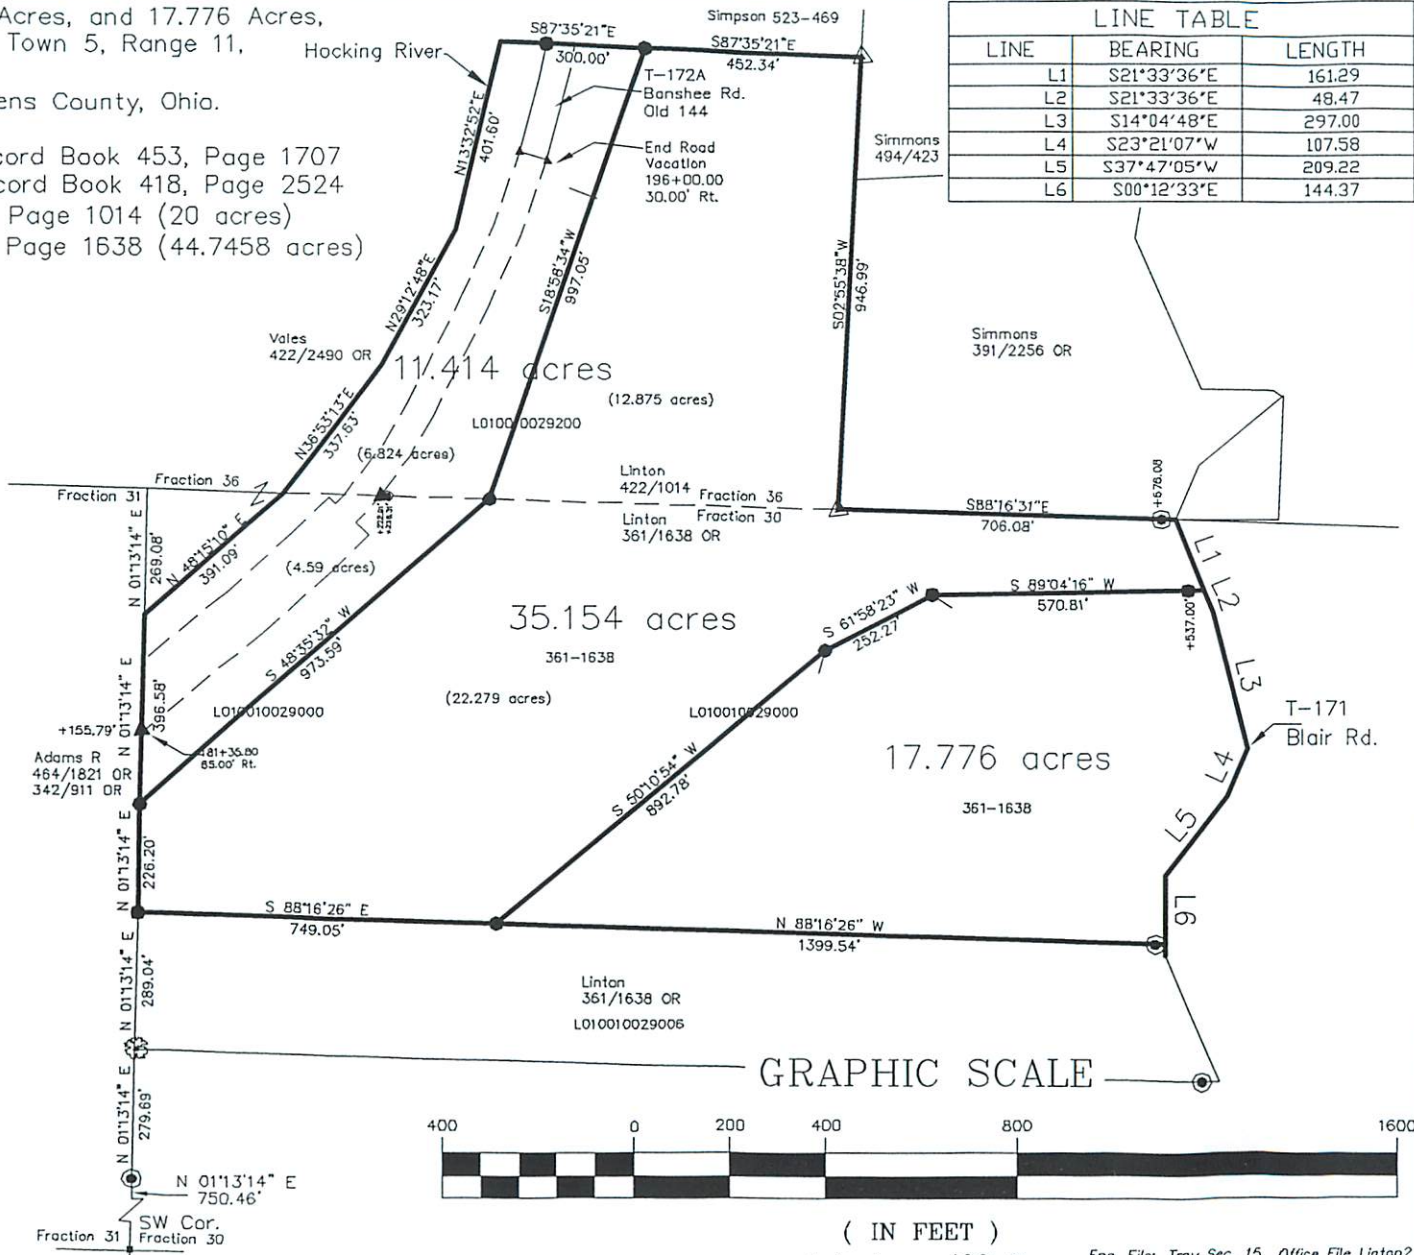 Acres, and 17.776 Acres,
Town 5, Range 11,
ens County, Ohio.
cord Book 453, Page 1707
cord Book 418, Page 2524
Page 1014 (20 acres)
Page 1638 (44.7458 acres)
Hocking River
S87°35'21"E
300.00'
Simpson 523-469
S87°35'21"E
452.34'
LINE TABLE
LINE BEARING LENGTH
L1 S21°33'36"E 161.29
L2 S21°33'36"E 48.47
L3 S14°04'48"E 297.00
L4 S23°21'07"W 107.58
L5 S37°47'05"W 209.22
L6 S00°12'33"E 144.37
T-172A
Banshee Rd.
Old 144
End Road
Vacation
196+00.00
30.00' Rt.
Simmons
494/423
N13°32'52"E
401.60'
N29°12'48"E
323.17'
S18°58'34"W
997.05'
S02°55'38"W
946.99'
Simmons
391/2256 OR
Vales
422/2490 OR
11.414 acres
(12.875 acres)
L010010029200
N36°53'13"E
337.63'
(6.824 acres)
Fraction 36
Fraction 31
Linton
422/1014
Fraction 36
Linton
361/1638 OR
Fraction 30
S88°16'31"E
706.08'
+676.08
N 01°13'14" E
269.08'
N 48°15'10" E
391.09'
(4.59 acres)
L1
L2
S 89°04'16" W
570.81'
+537.00'
35.154 acres
361-1638
S 61°58'23" W
252.27'
S 48°35'32" W
973.59'
N 01°13'14" E
396.58'
(22.279 acres)
L010010029000
L010010029000
L3
T-171
Blair Rd.
+155.79'
Adams R
464/1821 OR
342/911 OR
85.00' Rt.
17.776 acres
361-1638
L4
S 50°10'54" W
892.78'
L5
N 01°13'14" E
226.20'
S 88°16'26" E
749.05'
N 88°16'26" W
1399.54'
L6
N 01°13'14" E
289.04'
Linton
361/1638 OR
L010010029006
GRAPHIC SCALE
N 01°13'14" E
279.69'
400 0 200 400 800 1600
N 01°13'14" E
750.46'
SW Cor.
Fraction 31 Fraction 30
( IN FEET )